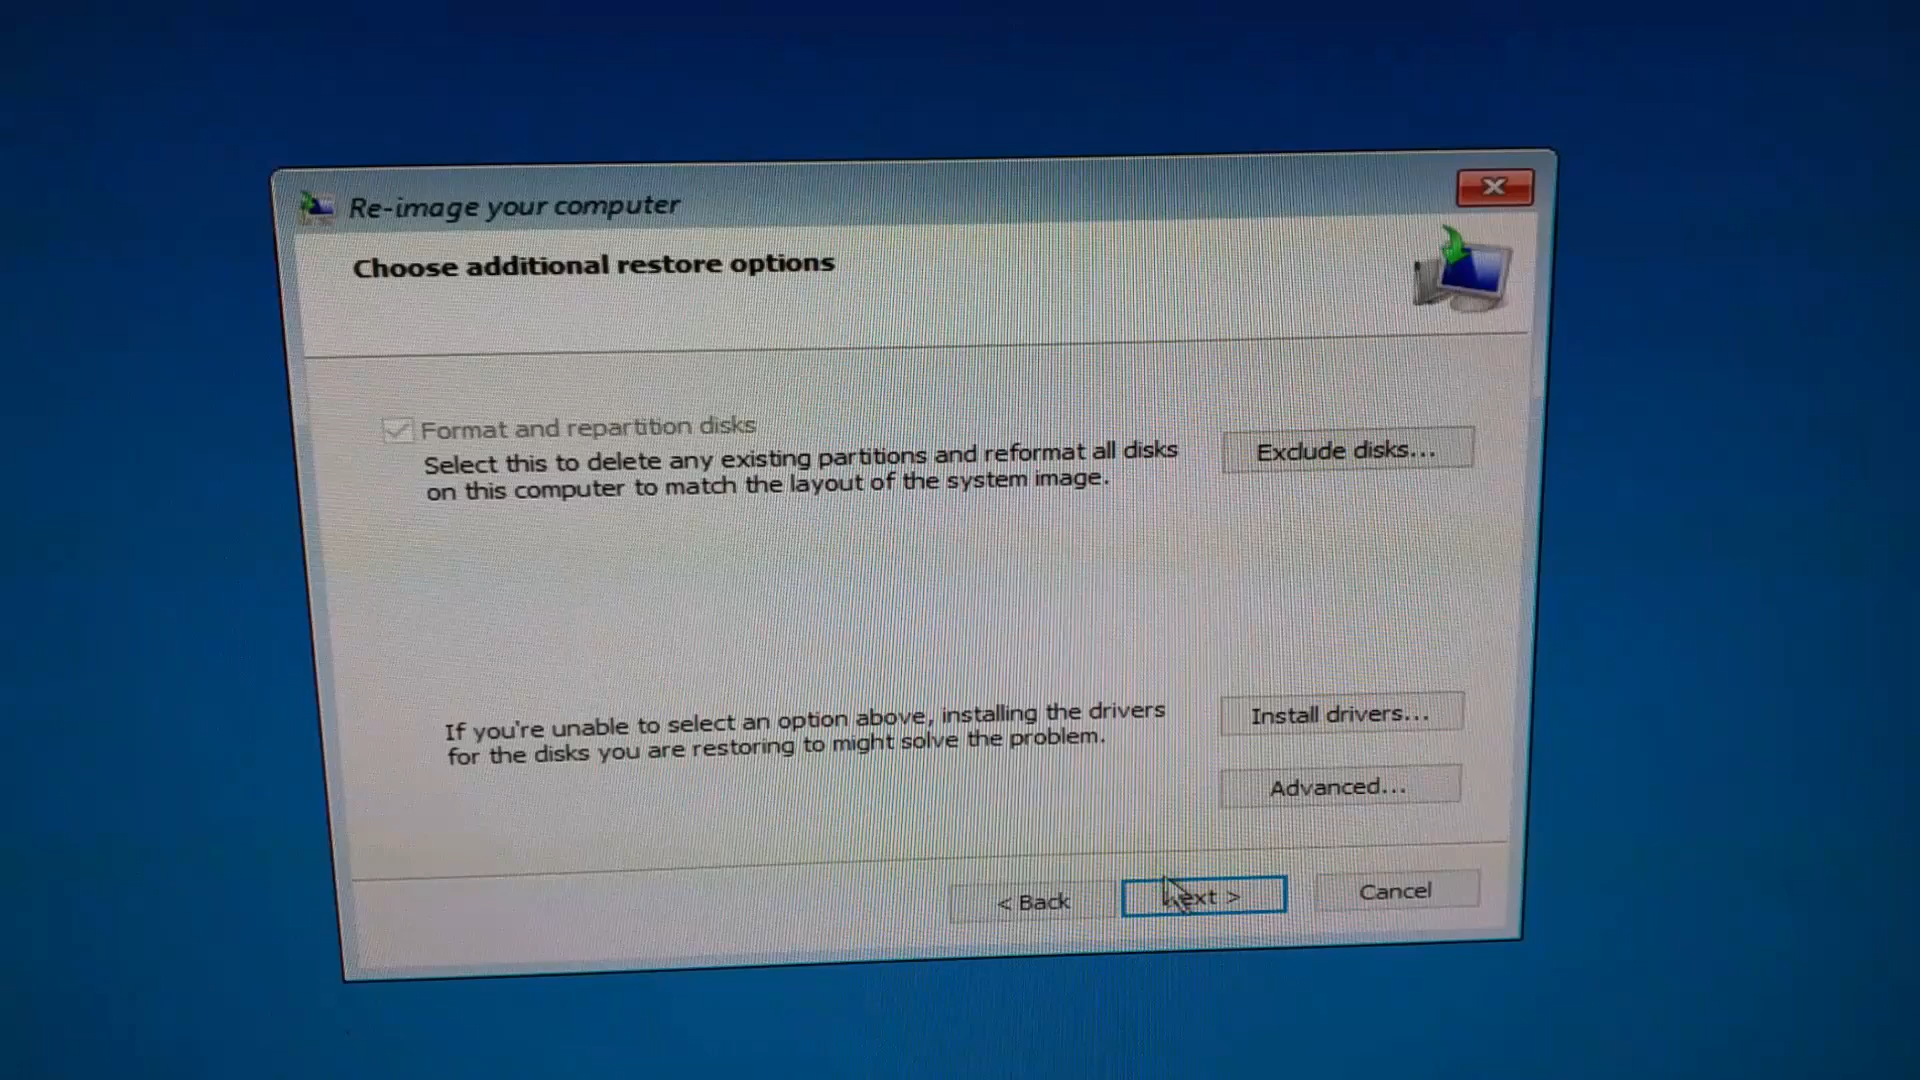 Re-image your computer
Choose additional restore options
Format and repartition disks
Select this to delete any existing partitions and reformat all disks
on this computer to match the layout of the system image.
Exclude disks...
If you're unable to select an option above, installing the drivers
for the disks you are restoring to might solve the problem.
Install drivers...
Advanced...
< Back
Next >
Cancel